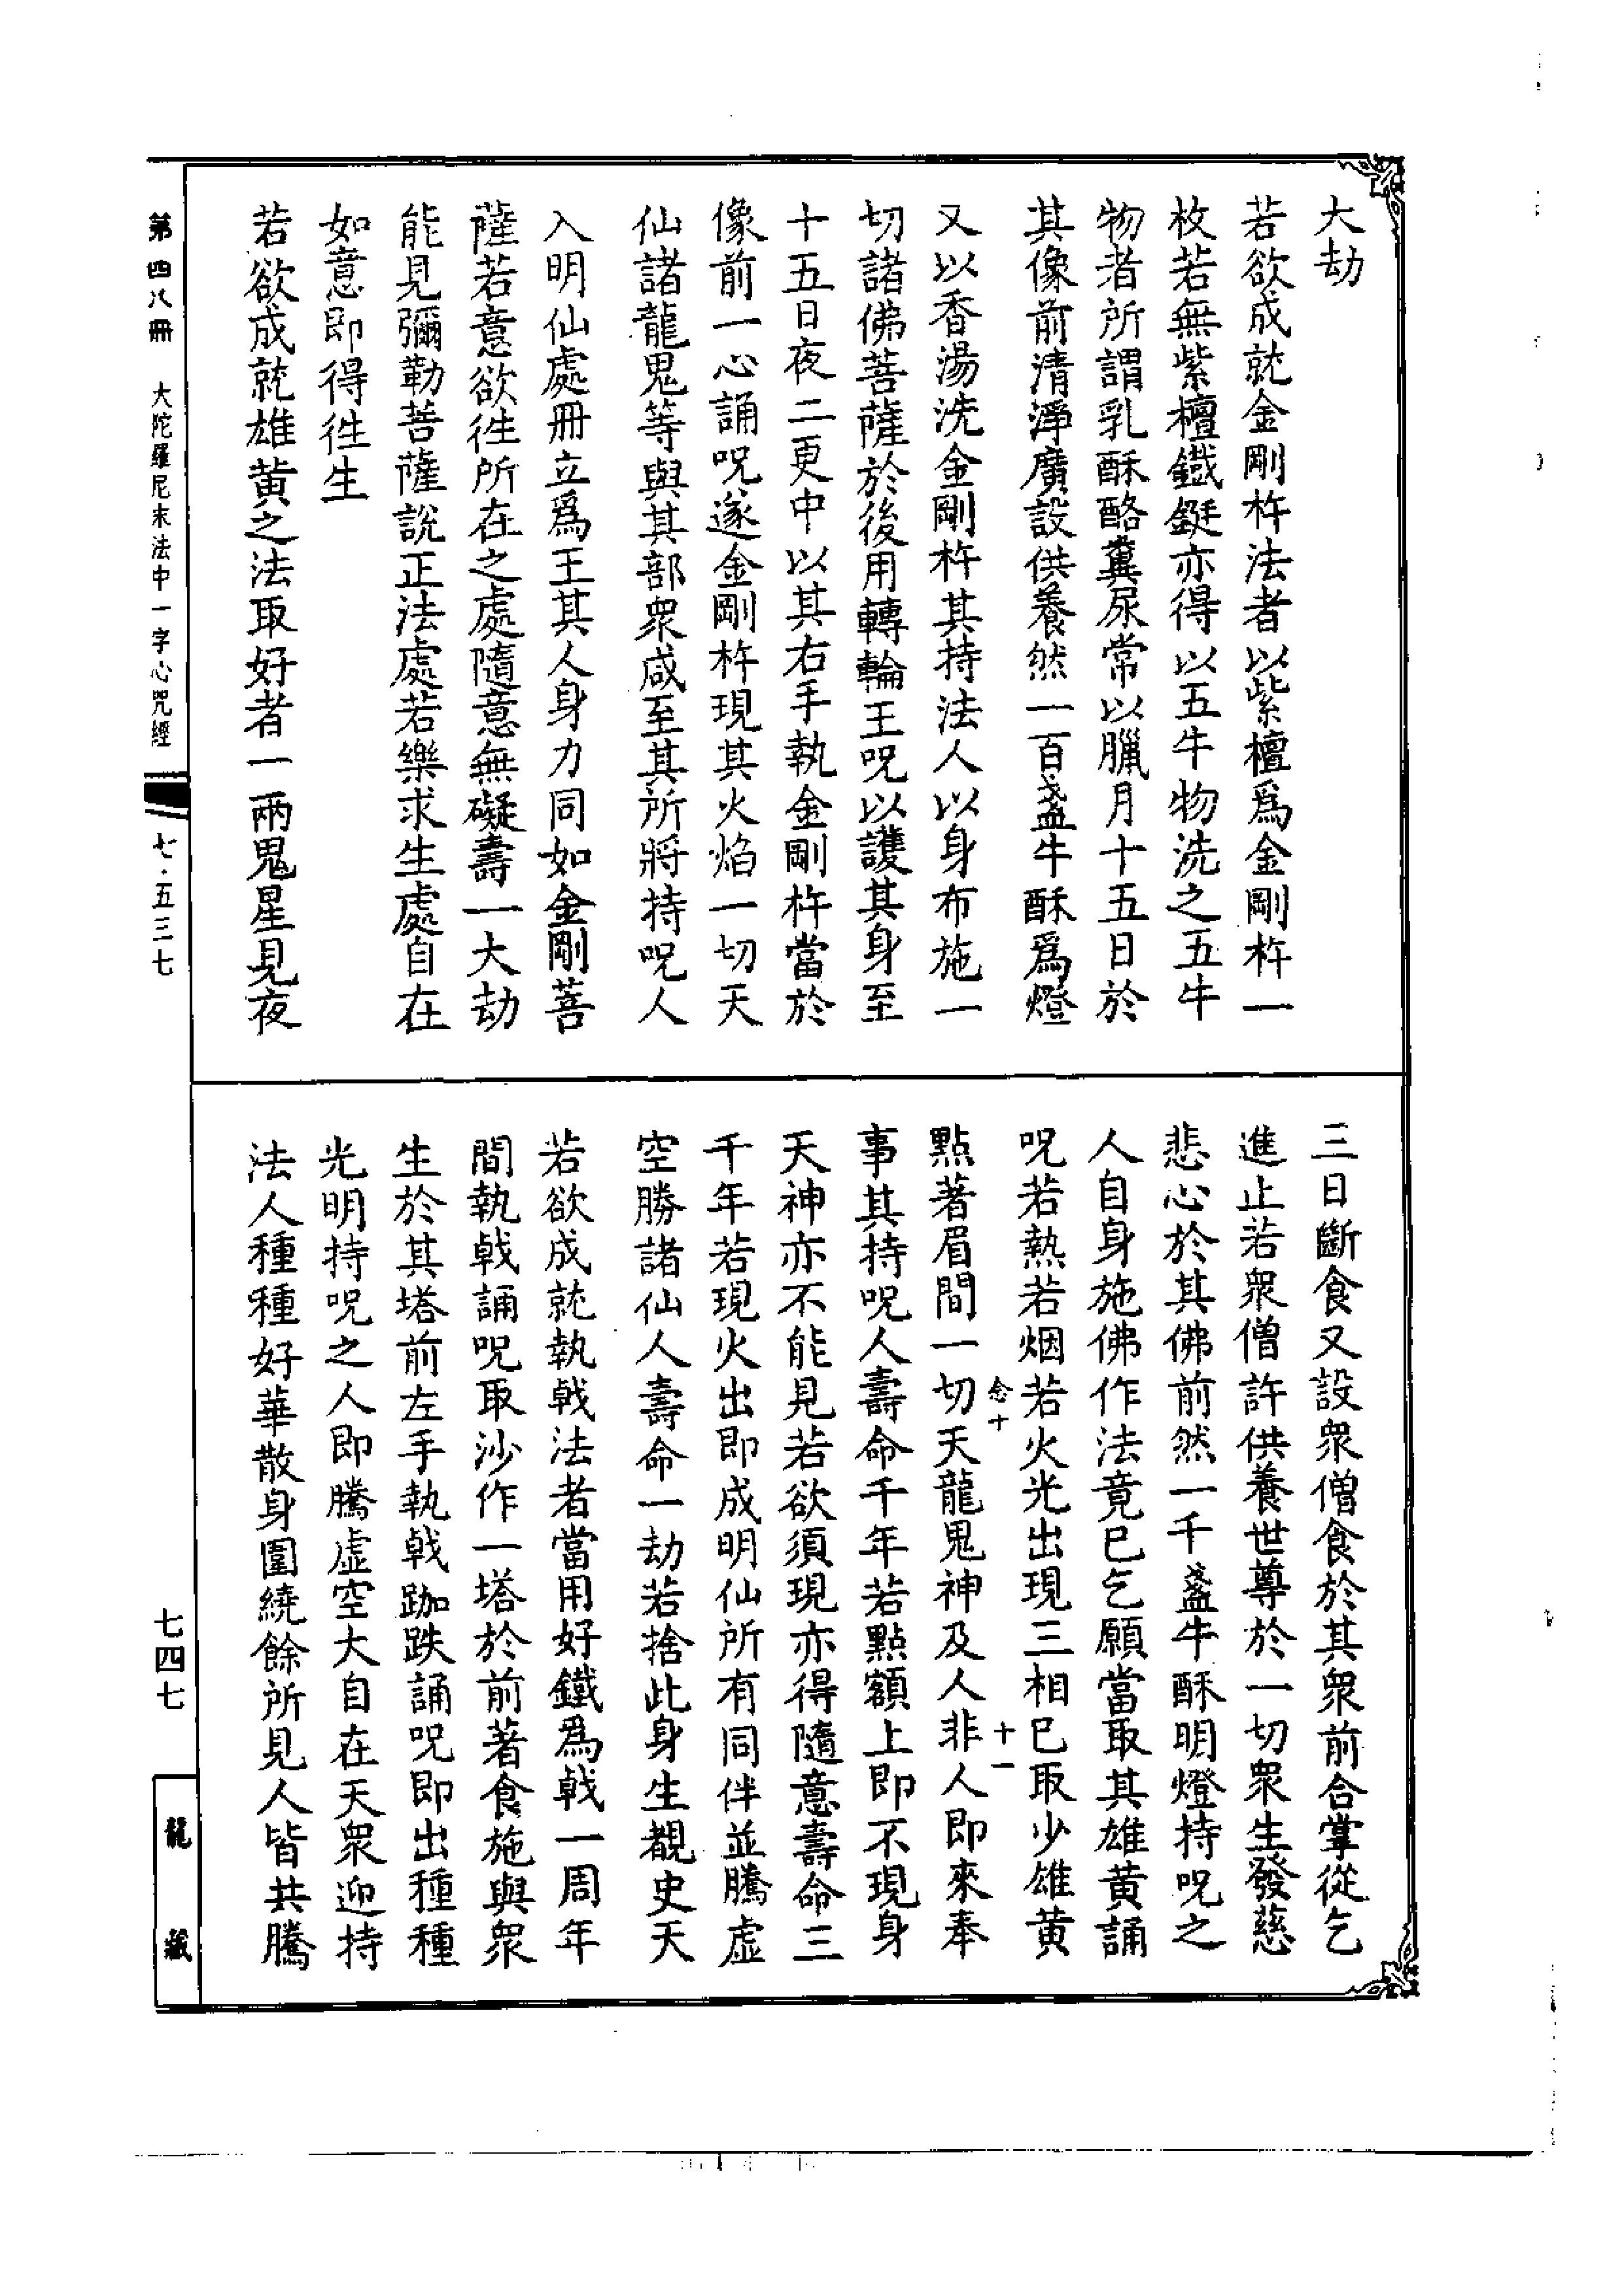 大劫
若欲成就金剛杵法者以紫檀爲金剛杵一
枚若無紫檀鐵鋌亦得以五牛物洗之五牛
物者所謂乳酥酪糞尿常以臘月十五日於
其像前清淨廣設供養然一百盞牛酥爲燈
又以香湯洗金剛杵其持法人以身布施一
切諸佛菩薩於後用轉輪王呪以護其身至
十五日夜二更中以其右手執金剛杵當於
像前一心誦呪遂金剛杵現其火焰一切天
仙諸龍鬼等與其部衆咸至其所將持呪人
入明仙處冊立爲王其人身力同如金剛菩
薩若意欲徃所在之處隨意無礙壽一大劫
能見彌勒菩薩說正法處若樂求生處自在
如意即得徃生
若欲成就雄黃之法取好者一兩鬼星見夜
三日斷食又設衆僧食於其衆前合掌從乞
進止若衆僧許供養世尊於一切衆生發慈
悲心於其佛前然一千盞牛酥明燈持呪之
人自身施佛作法竟已乞願當取其雄黃誦
呪若熱若烟若火光出現三相已取少雄黃
念十
十一
點著眉間一切天龍鬼神及人非人即來奉
事其持呪人壽命千年若點額上即不現身
天神亦不能見若欲須現亦得隨意壽命三
千年若現火出即成明仙所有同伴並騰虛
空勝諸仙人壽命一劫若捨此身生覩史天
若欲成就執戟法者當用好鐵爲戟一周年
間執戟誦呪取沙作一塔於前著食施與衆
生於其塔前左手執戟跏趺誦呪即出種種
光明持呪之人即騰虛空大自在天衆迎持
法人種種好華散身圍繞餘所見人皆共騰
第四八冊
大陀羅尼末法中一字心咒經
七·五三七
七四七
龍藏